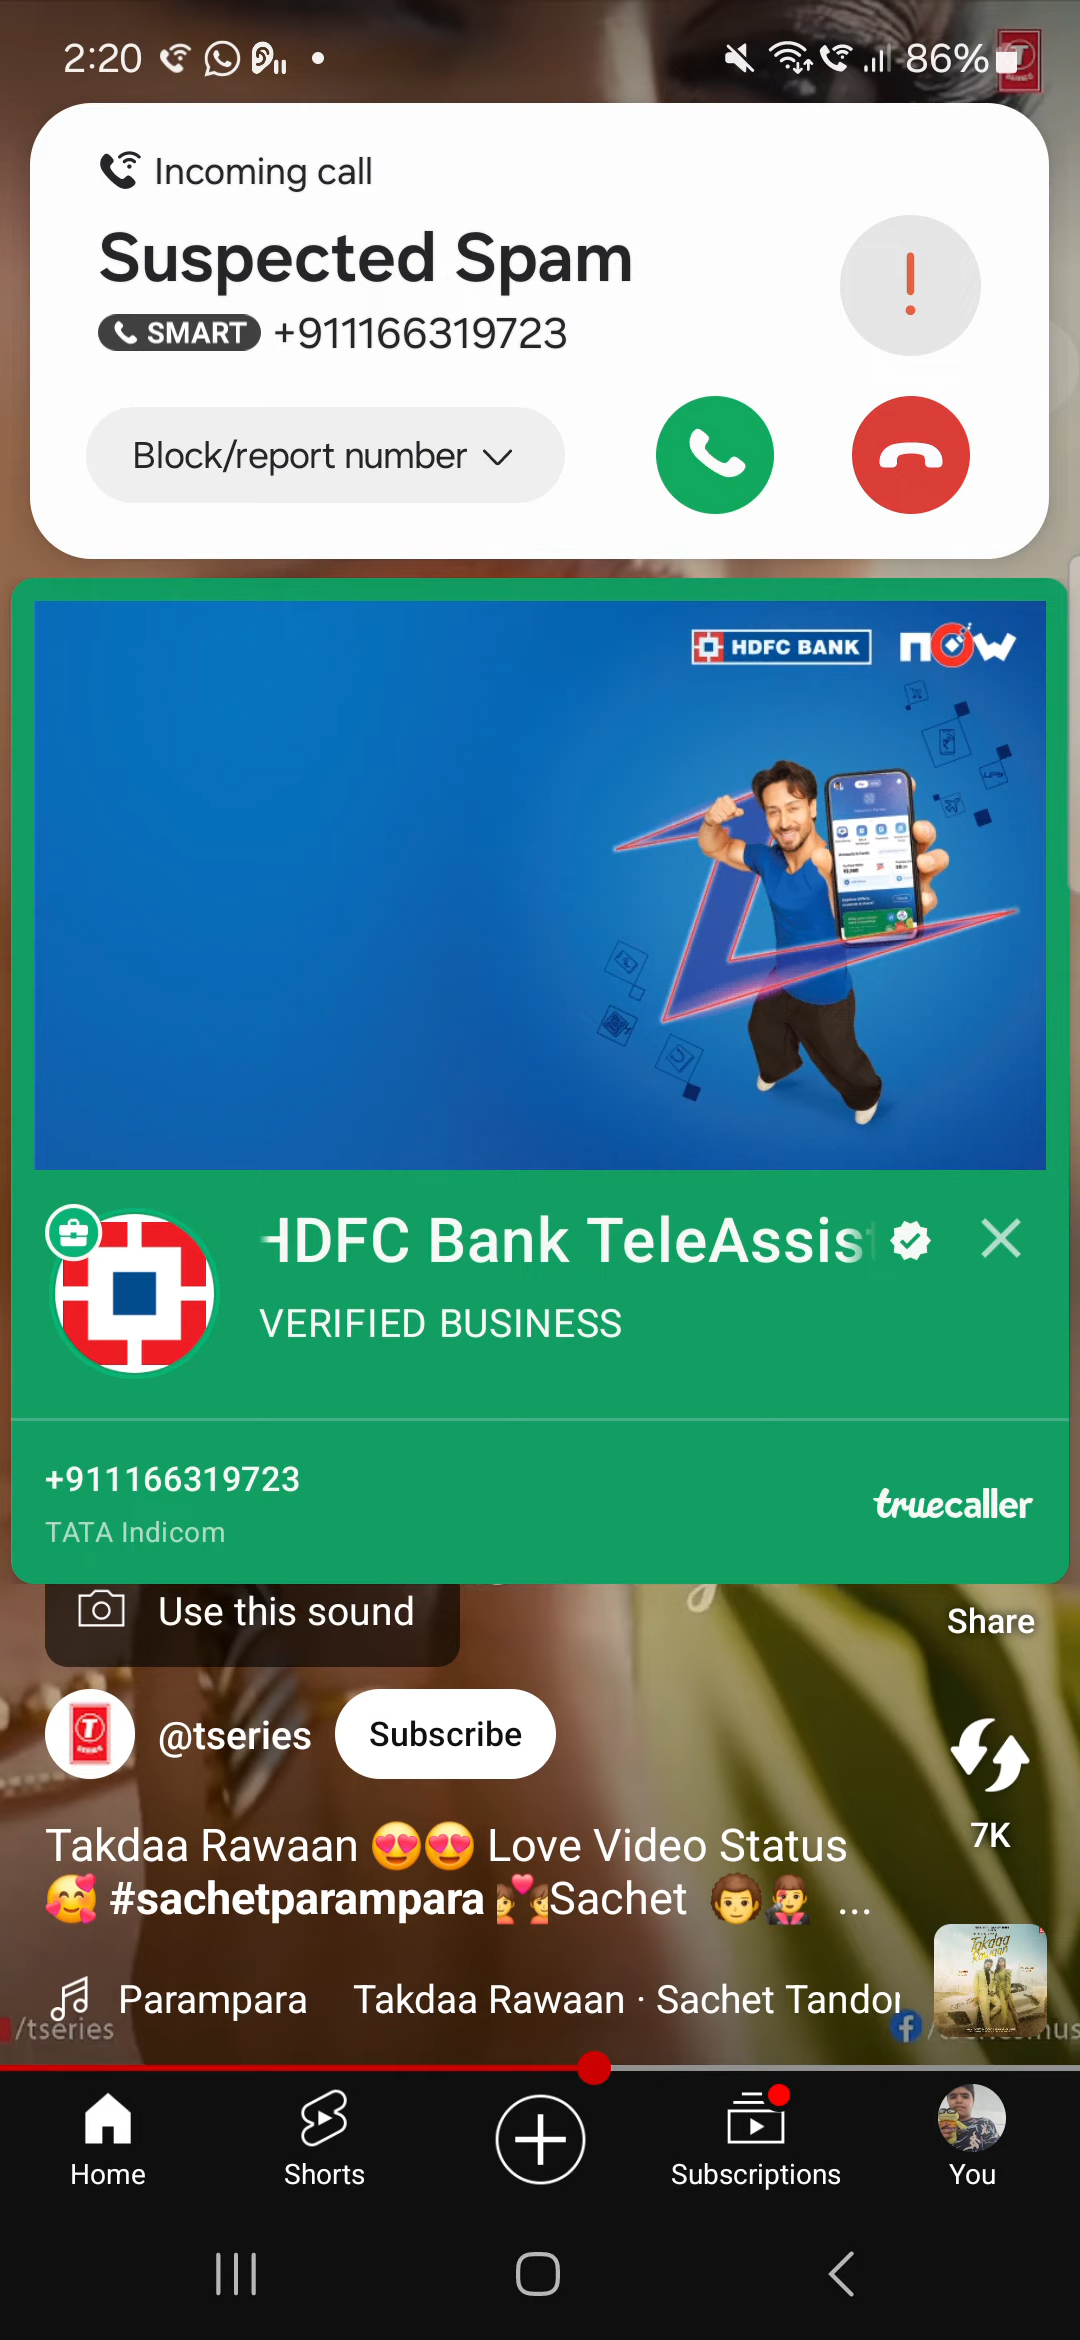 2:20
86%
Incoming call
Suspected Spam
SMART +911166319723
Block/report number
HDFC BANK now
HDFC Bank TeleAssist
VERIFIED BUSINESS
+911166319723
TATA Indicom
truecaller
Use this sound
Share
@tseries
Subscribe
7K
Takdaa Rawaan 😍😍 Love Video Status
🥰 #sachetparampara 💑Sachet 👨‍🦱👩‍🎤 ...
Parampara Takdaa Rawaan · Sachet Tandon
/tseries
Home
Shorts
Subscriptions
You